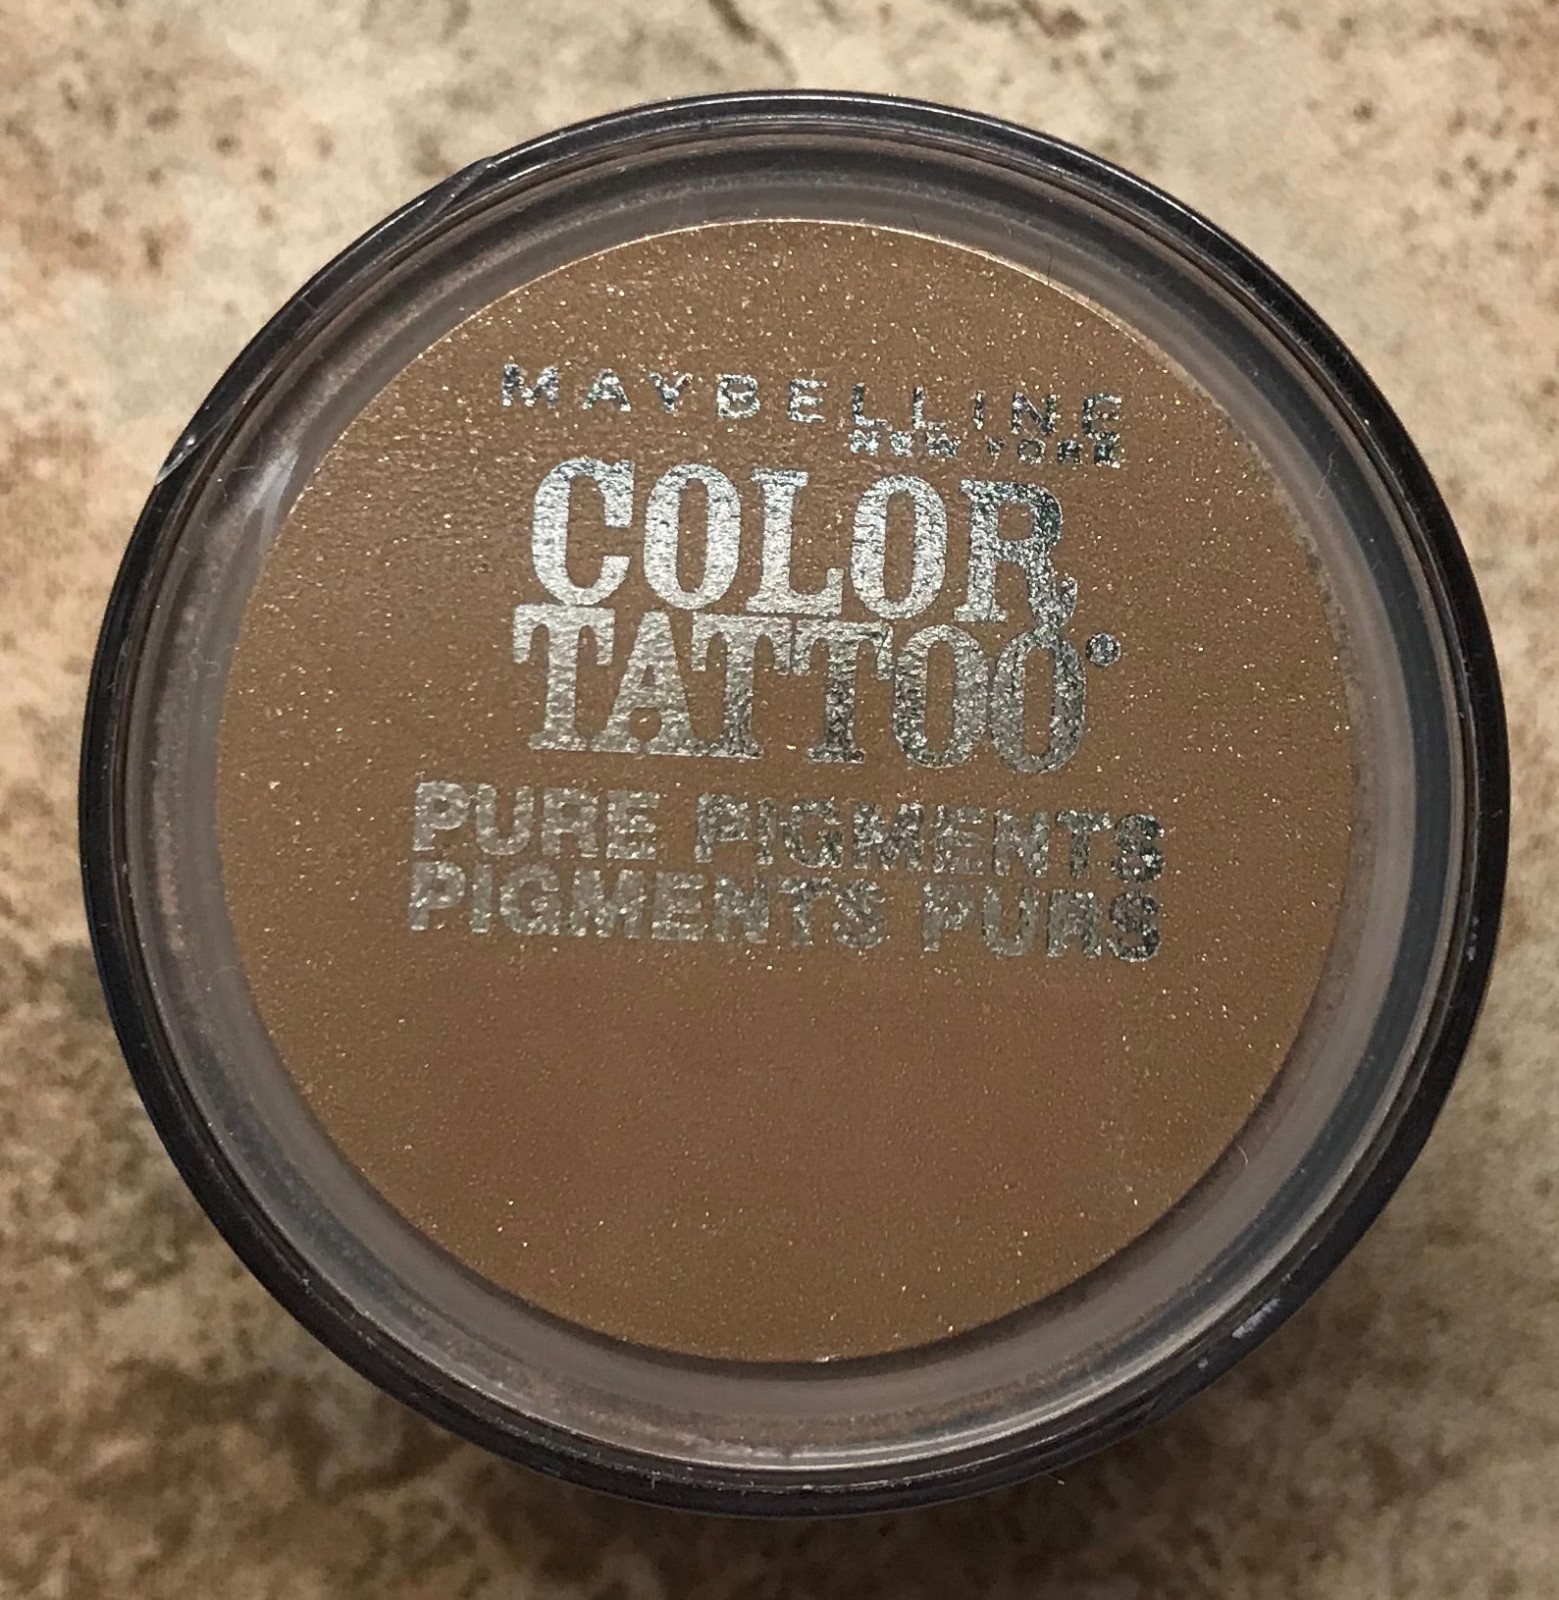 MAYBELLINE
NEW YORK
COLOR
TATTOO®
PURE PIGMENTS
PIGMENTS PURS